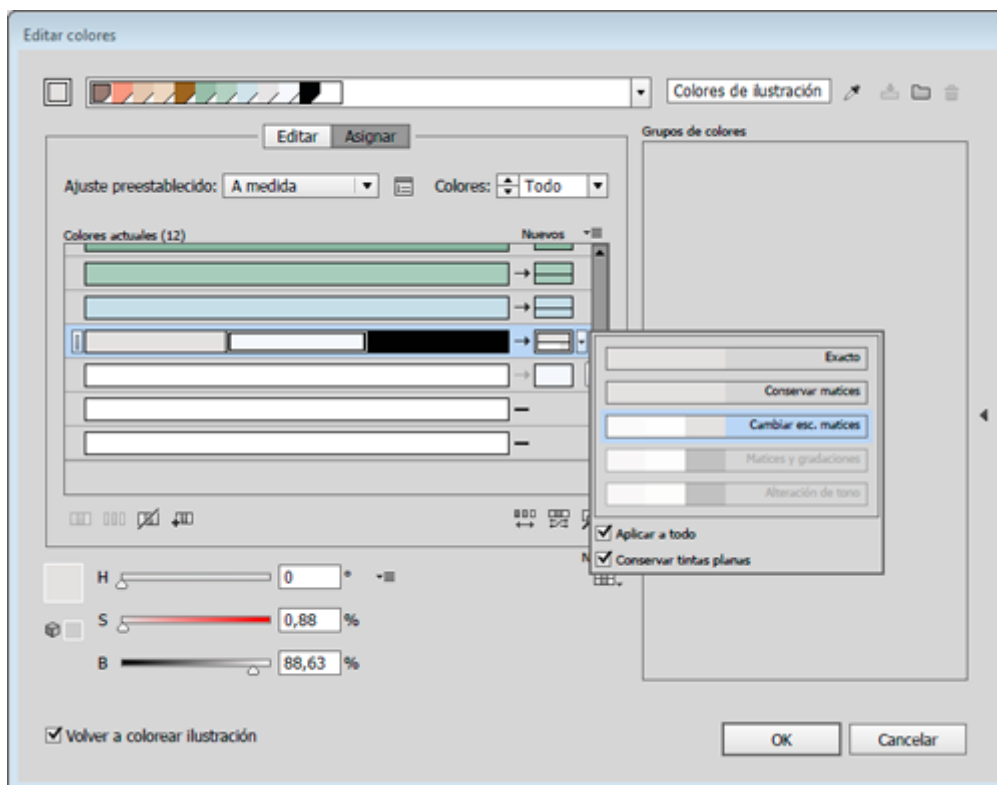 Editar colores
Colores de ilustración
Editar Asignar
Grupos de colores
Ajuste preestablecido: A medida Colores: Todo
Colores actuales (12) Nuevos
Exacto
Conservar matices
Cambiar esc. matices
Matices y gradaciones
Alteración de tono
Aplicar a todo
Conservar tintas planas
H 0 °
S 0,88 %
B 88,63 %
Volver a colorear ilustración
OK Cancelar